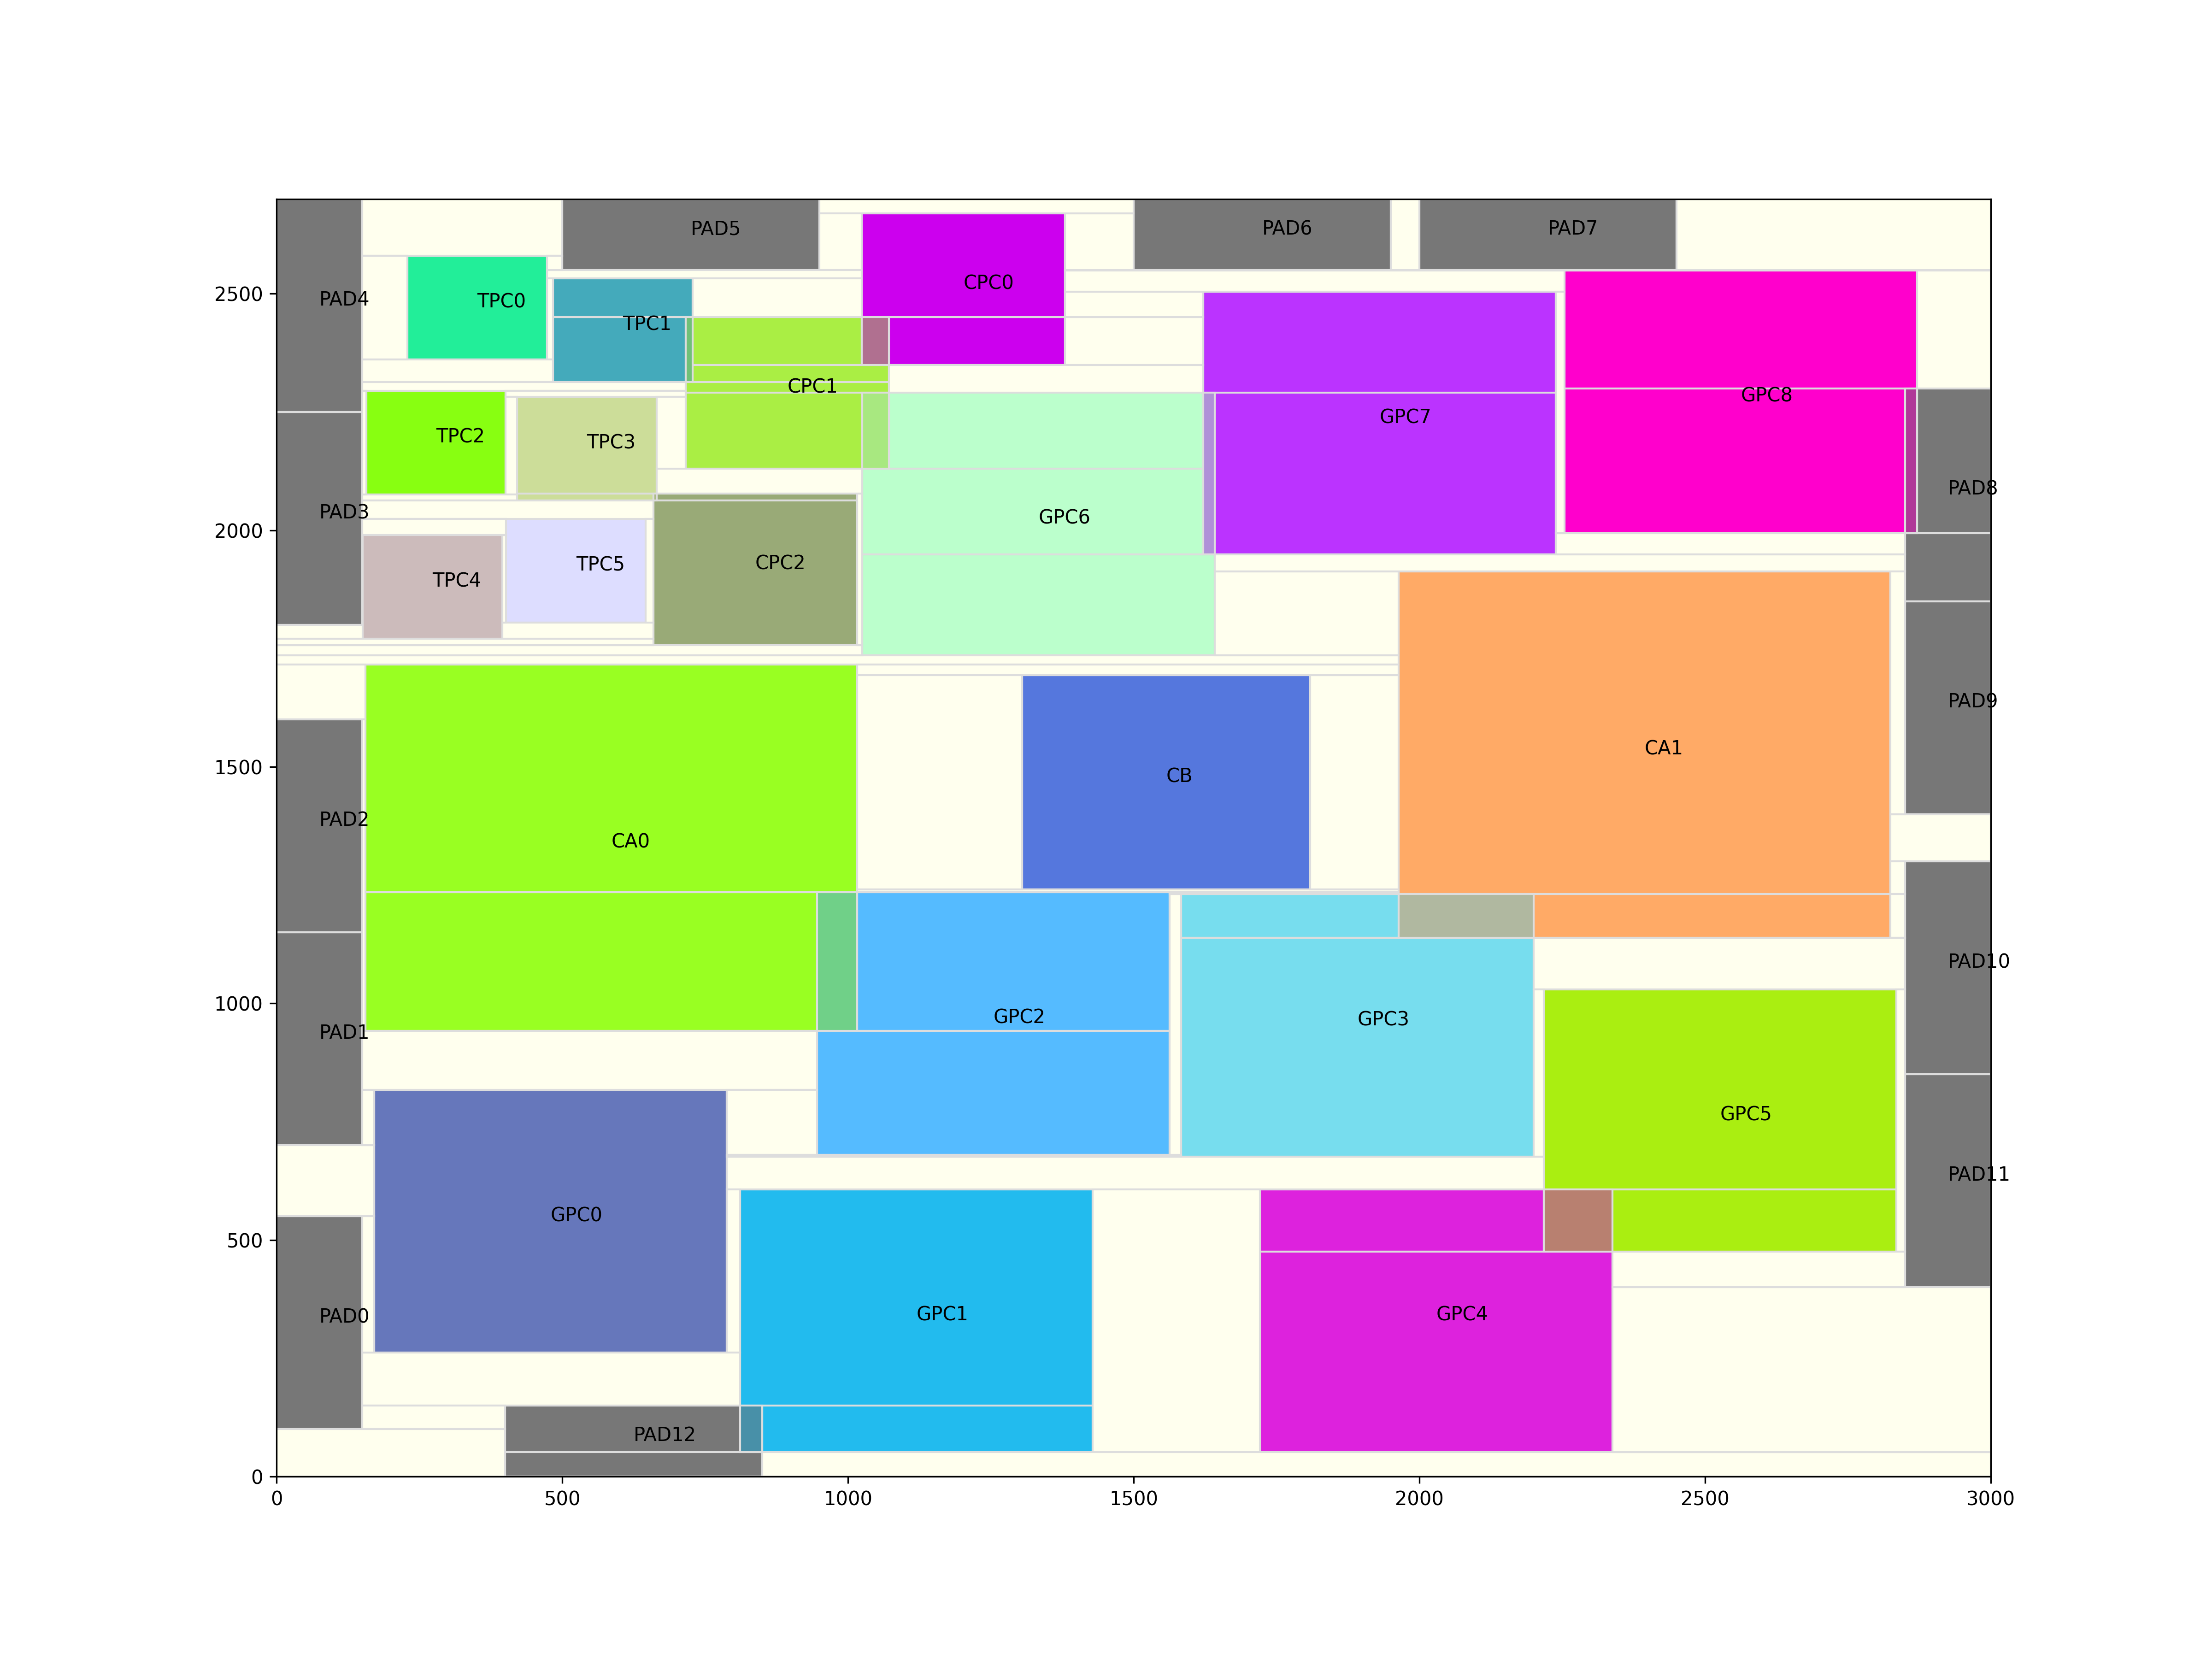 PAD5
PAD6
PAD7
CPC0
2500
PAD4
TPC0
TPC1
CPC1
GPC8
GPC7
TPC2
TPC3
PAD8
PAD3
GPC6
2000
CPC2
TPC5
TPC4
PAD9
CA1
1500
CB
PAD2
CA0
PAD10
PAD1
1000
GPC2
GPC3
GPC5
PAD11
GPC0
500
PAD0
GPC1
GPC4
PAD12
0
0
500
1000
1500
2000
2500
3000